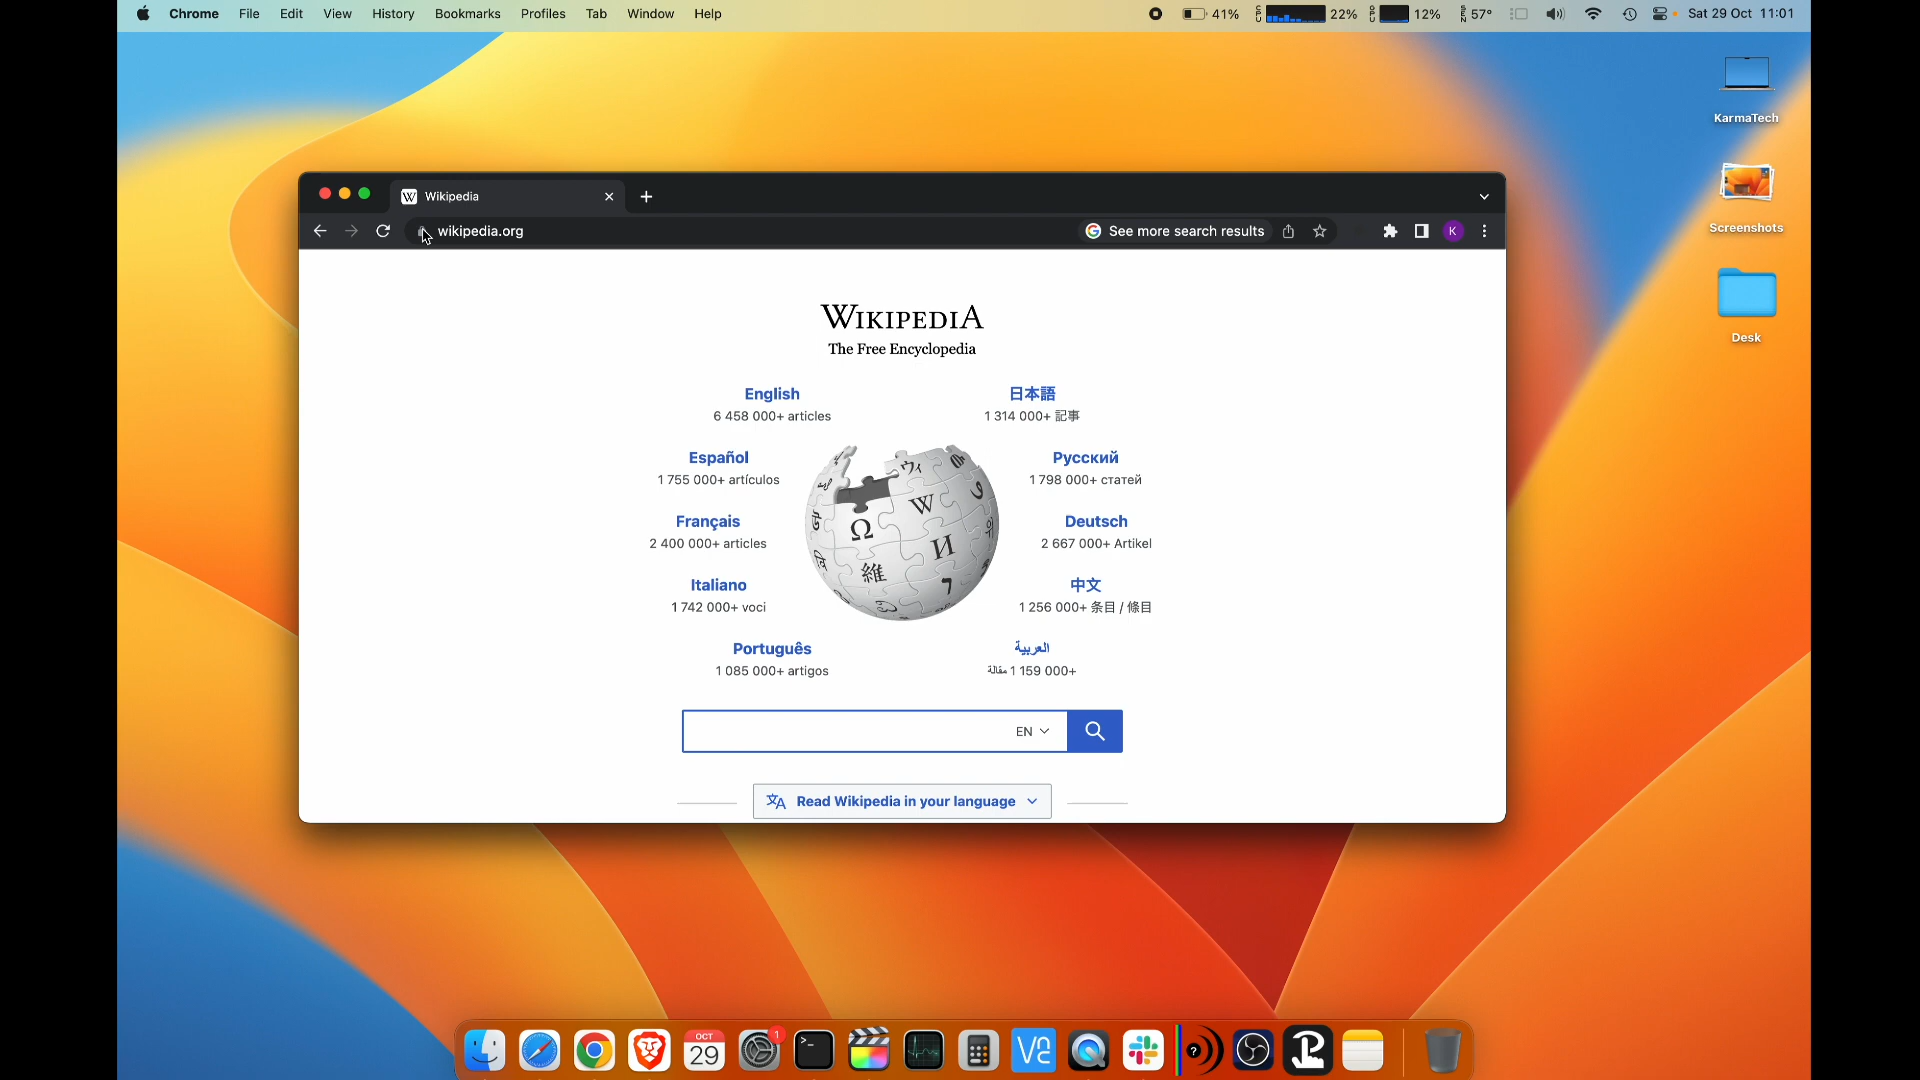 Chrome File Edit View History Bookmarks Profiles Tab Window Help 41% 22% 12% 57° Sat 29 Oct 11:01
KarmaTech
Screenshots
Desk
Wikipedia
wikipedia.org See more search results K
WIKIPEDIA
The Free Encyclopedia
English 日本語
6 458 000+ articles 1 314 000+ 記事
Español Русский
1 755 000+ artículos 1 798 000+ статей
Français Deutsch
2 400 000+ articles 2 667 000+ Artikel
Italiano 中文
1 742 000+ voci 1 256 000+ 条目 / 條目
Português العربية
1 085 000+ artigos 1 159 000+ مقالة
EN
Read Wikipedia in your language
OCT
29
1